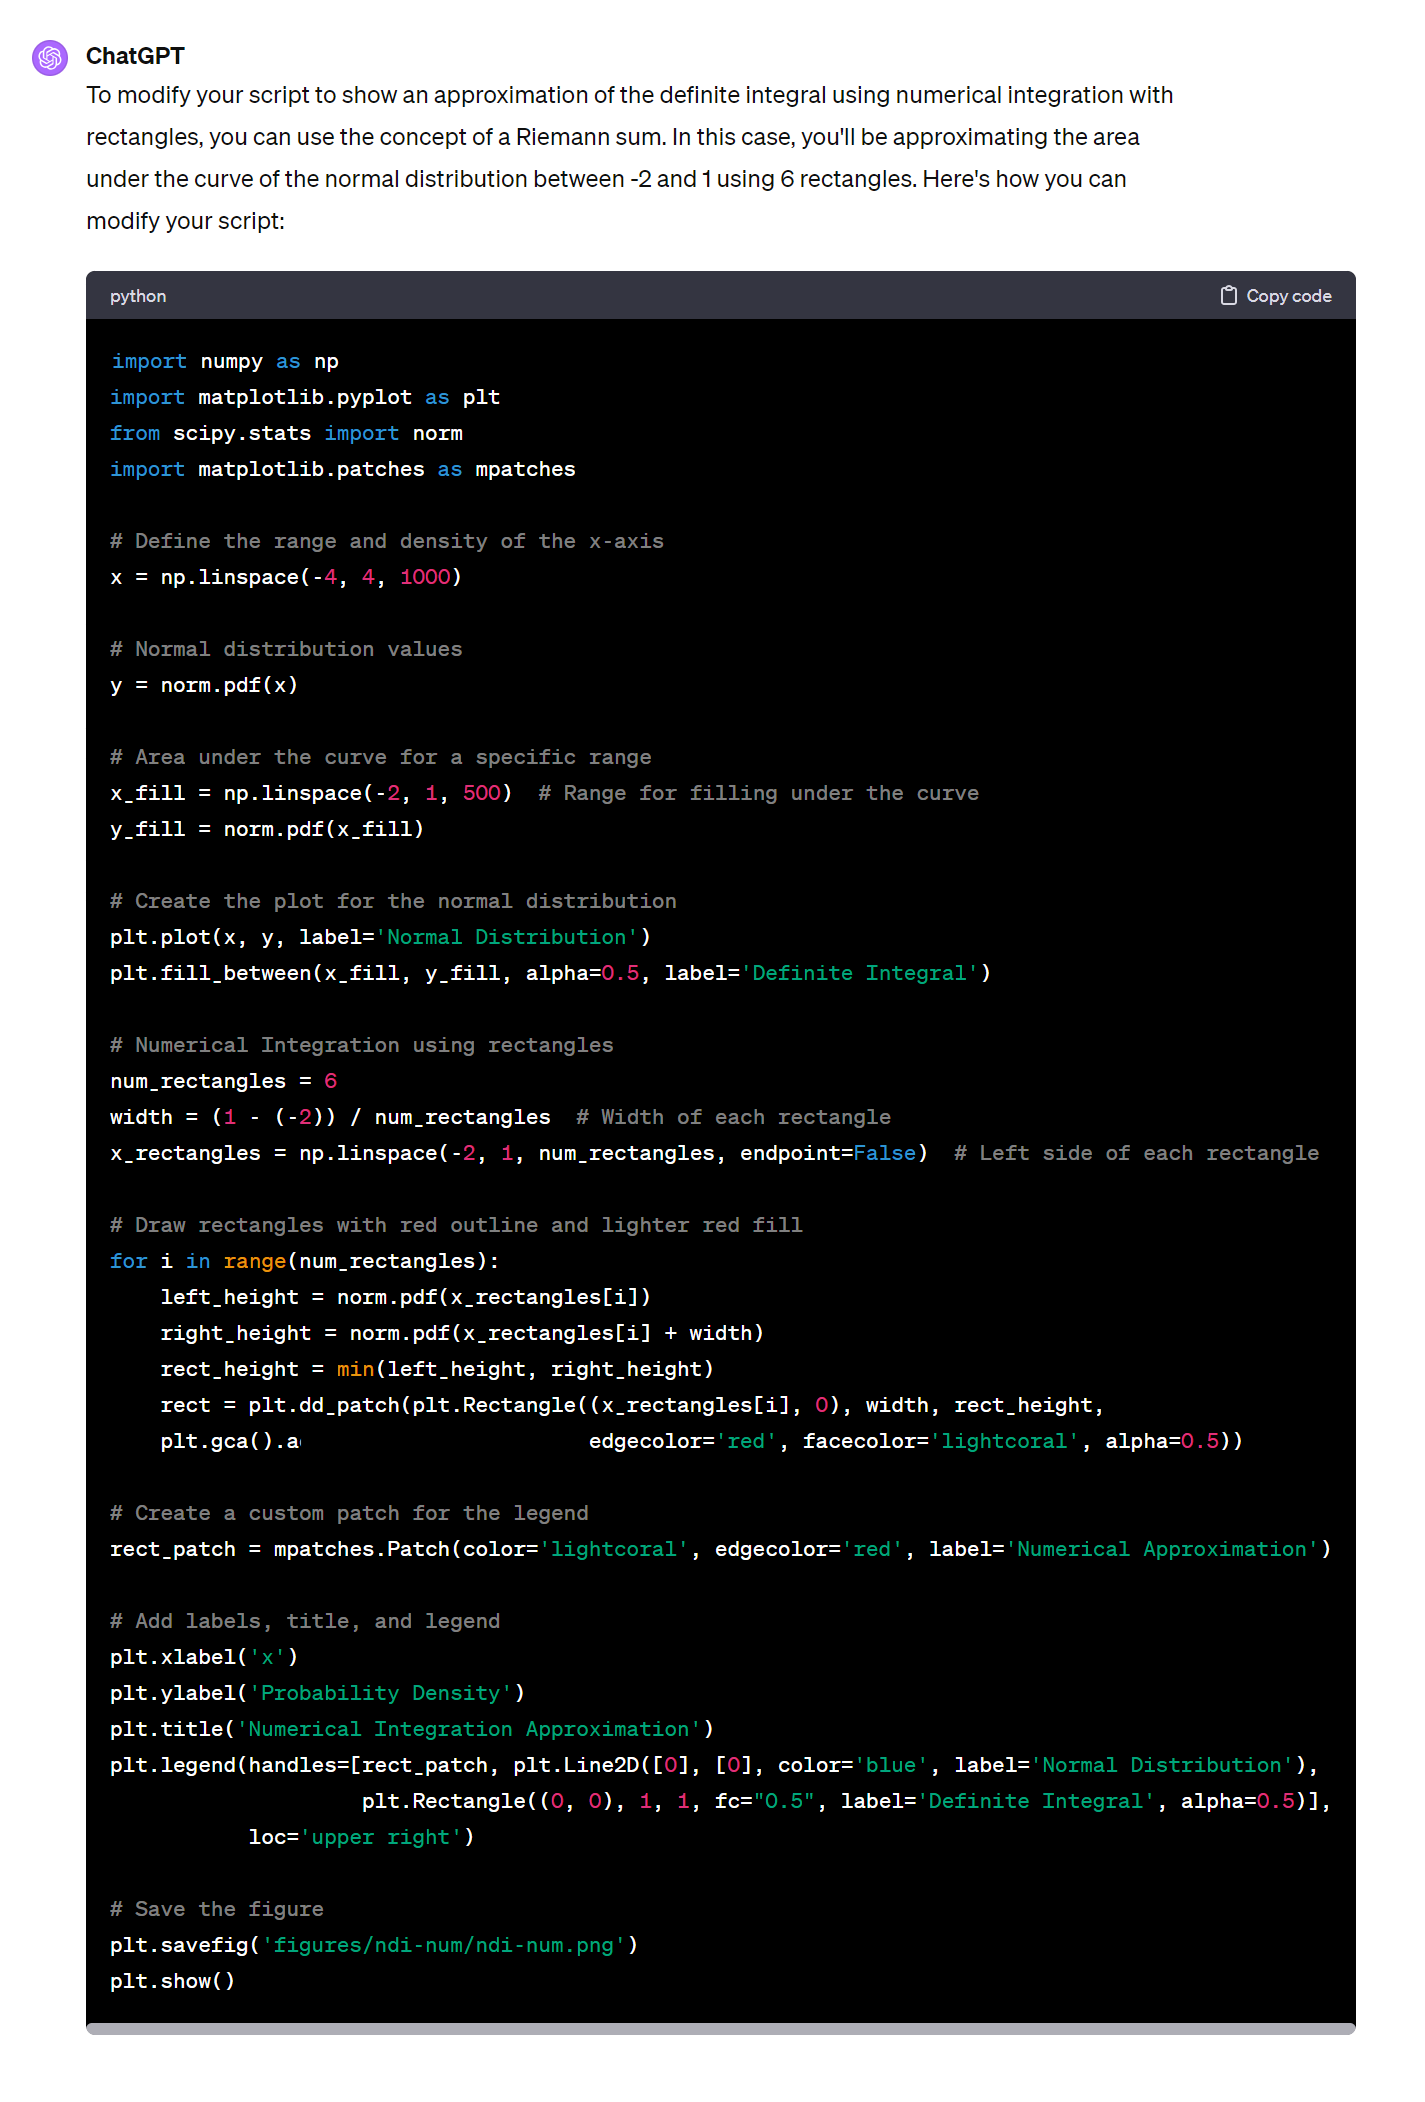 ChatGPT
To modify your script to show an approximation of the definite integral using numerical integration with
rectangles, you can use the concept of a Riemann sum. In this case, you'll be approximating the area
under the curve of the normal distribution between -2 and 1 using 6 rectangles. Here's how you can
modify your script:
python Copy code
import numpy as np
import matplotlib.pyplot as plt
from scipy.stats import norm
import matplotlib.patches as mpatches
# Define the range and density of the x-axis
x = np.linspace(-4, 4, 1000)
# Normal distribution values
y = norm.pdf(x)
# Area under the curve for a specific range
x_fill = np.linspace(-2, 1, 500)  # Range for filling under the curve
y_fill = norm.pdf(x_fill)
# Create the plot for the normal distribution
plt.plot(x, y, label='Normal Distribution')
plt.fill_between(x_fill, y_fill, alpha=0.5, label='Definite Integral')
# Numerical Integration using rectangles
num_rectangles = 6
width = (1 - (-2)) / num_rectangles  # Width of each rectangle
x_rectangles = np.linspace(-2, 1, num_rectangles, endpoint=False)  # Left side of each rectangle
# Draw rectangles with red outline and lighter red fill
for i in range(num_rectangles):
    left_height = norm.pdf(x_rectangles[i])
    right_height = norm.pdf(x_rectangles[i] + width)
    rect_height = min(left_height, right_height)
    rect = plt.dd_patch(plt.Rectangle((x_rectangles[i], 0), width, rect_height,
    plt.gca().a                       edgecolor='red', facecolor='lightcoral', alpha=0.5))
# Create a custom patch for the legend
rect_patch = mpatches.Patch(color='lightcoral', edgecolor='red', label='Numerical Approximation')
# Add labels, title, and legend
plt.xlabel('x')
plt.ylabel('Probability Density')
plt.title('Numerical Integration Approximation')
plt.legend(handles=[rect_patch, plt.Line2D([0], [0], color='blue', label='Normal Distribution'),
                    plt.Rectangle((0, 0), 1, 1, fc="0.5", label='Definite Integral', alpha=0.5)],
           loc='upper right')
# Save the figure
plt.savefig('figures/ndi-num/ndi-num.png')
plt.show()